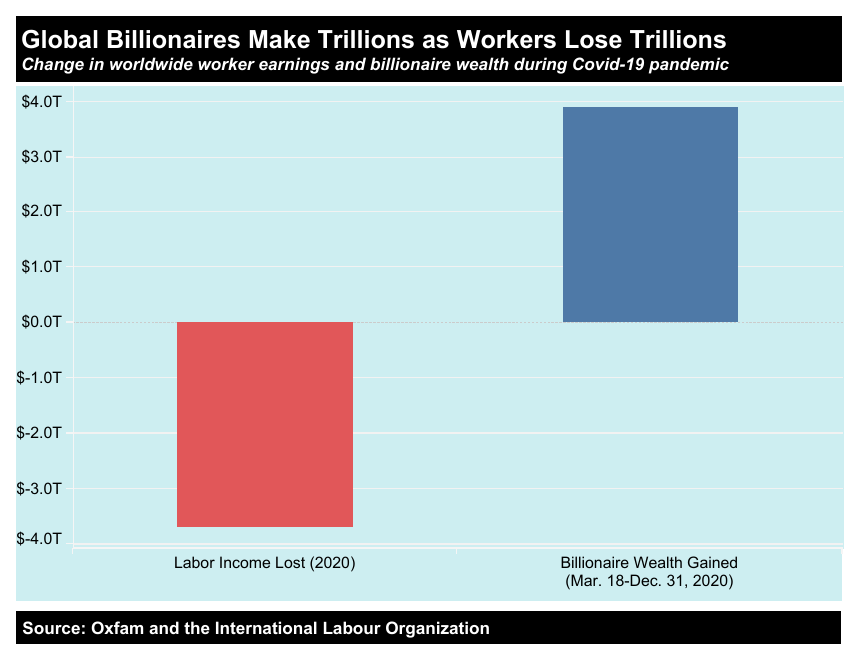 Global Billionaires Make Trillions as Workers Lose Trillions
Change in worldwide worker earnings and billionaire wealth during Covid-19 pandemic
$4.0T
$3.0T
$2.0T
$1.0T
$0.0T
$-1.0T
$-2.0T
$-3.0T
$-4.0T
Labor Income Lost (2020)
Billionaire Wealth Gained
(Mar. 18-Dec. 31, 2020)
Source: Oxfam and the International Labour Organization